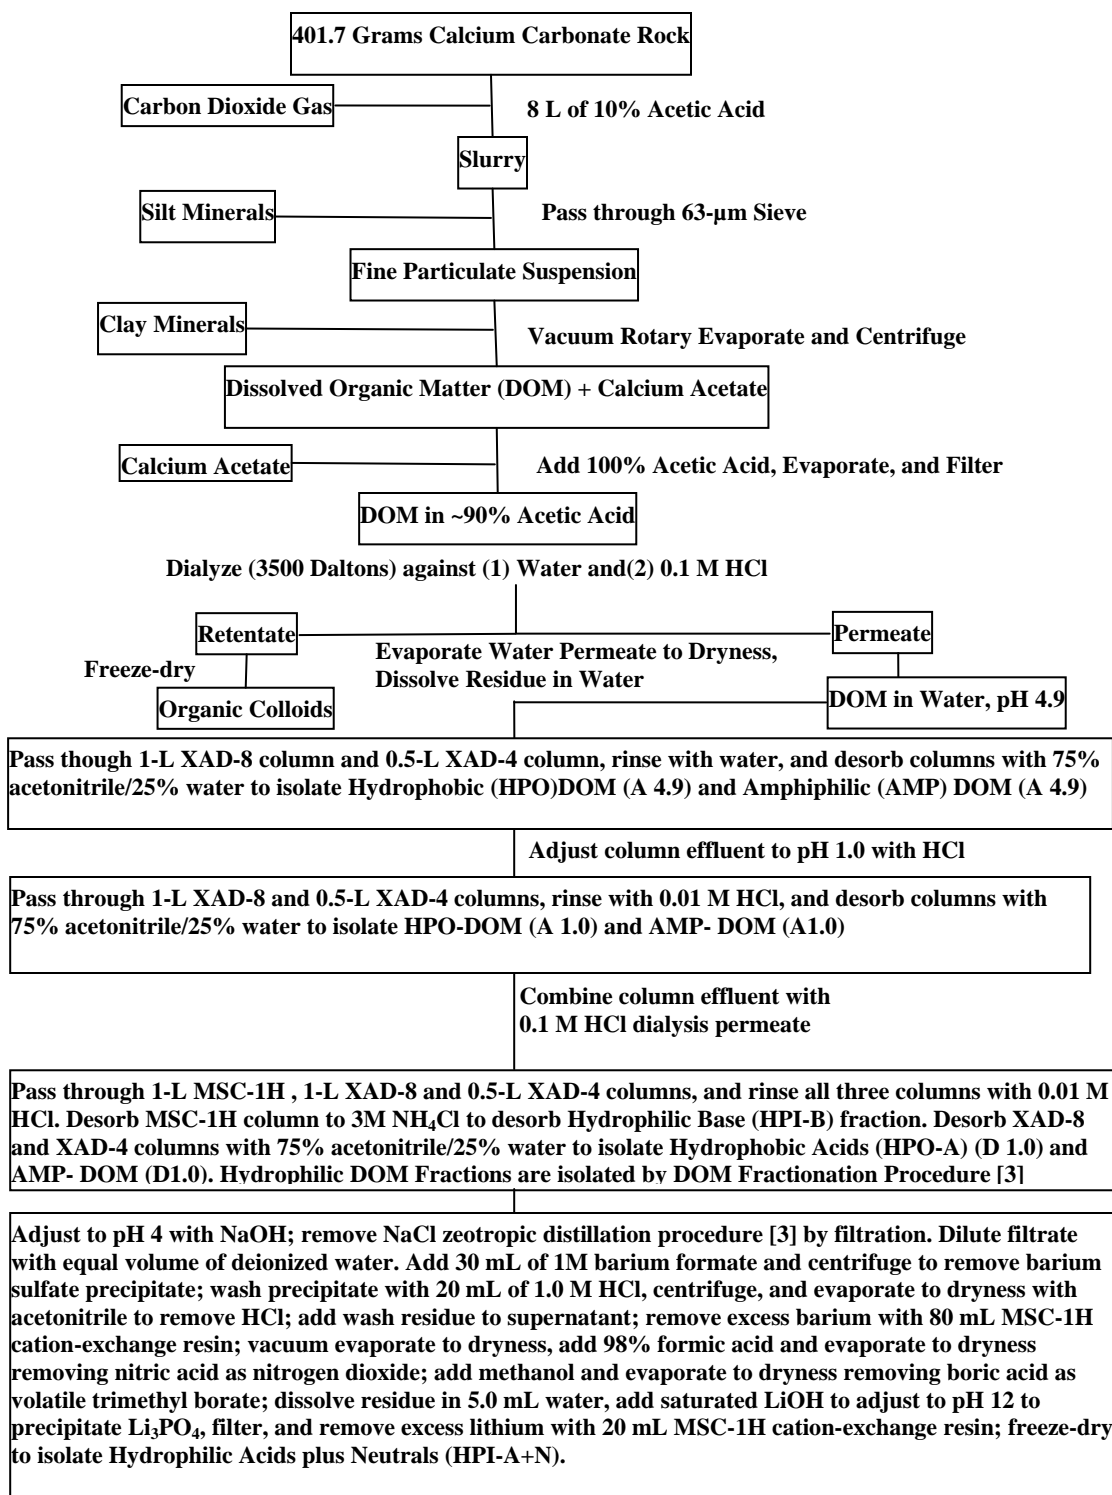 401.7 Grams Calcium Carbonate Rock
Carbon Dioxide Gas
8 L of 10% Acetic Acid
Slurry
Silt Minerals
Pass through 63-µm Sieve
Fine Particulate Suspension
Clay Minerals
Vacuum Rotary Evaporate and Centrifuge
Dissolved Organic Matter (DOM) + Calcium Acetate
Calcium Acetate
Add 100% Acetic Acid, Evaporate, and Filter
DOM in ~90% Acetic Acid
Dialyze (3500 Daltons) against (1) Water and(2) 0.1 M HCl
Retentate
Permeate
Freeze-dry
Evaporate Water Permeate to Dryness,
Dissolve Residue in Water
Organic Colloids
DOM in Water, pH 4.9
Pass though 1-L XAD-8 column and 0.5-L XAD-4 column, rinse with water, and desorb columns with 75%
acetonitrile/25% water to isolate Hydrophobic (HPO)DOM (A 4.9) and Amphiphilic (AMP) DOM (A 4.9)
Adjust column effluent to pH 1.0 with HCl
Pass through 1-L XAD-8 and 0.5-L XAD-4 columns, rinse with 0.01 M HCl, and desorb columns with
75% acetonitrile/25% water to isolate HPO-DOM (A 1.0) and AMP- DOM (A1.0)
Combine column effluent with
0.1 M HCl dialysis permeate
Pass through 1-L MSC-1H , 1-L XAD-8 and 0.5-L XAD-4 columns, and rinse all three columns with 0.01 M
HCl. Desorb MSC-1H column to 3M NH₄Cl to desorb Hydrophilic Base (HPI-B) fraction. Desorb XAD-8
and XAD-4 columns with 75% acetonitrile/25% water to isolate Hydrophobic Acids (HPO-A) (D 1.0) and
AMP- DOM (D1.0). Hydrophilic DOM Fractions are isolated by DOM Fractionation Procedure [3]
Adjust to pH 4 with NaOH; remove NaCl zeotropic distillation procedure [3] by filtration. Dilute filtrate
with equal volume of deionized water. Add 30 mL of 1M barium formate and centrifuge to remove barium
sulfate precipitate; wash precipitate with 20 mL of 1.0 M HCl, centrifuge, and evaporate to dryness with
acetonitrile to remove HCl; add wash residue to supernatant; remove excess barium with 80 mL MSC-1H
cation-exchange resin; vacuum evaporate to dryness, add 98% formic acid and evaporate to dryness
removing nitric acid as nitrogen dioxide; add methanol and evaporate to dryness removing boric acid as
volatile trimethyl borate; dissolve residue in 5.0 mL water, add saturated LiOH to adjust to pH 12 to
precipitate Li₃PO₄, filter, and remove excess lithium with 20 mL MSC-1H cation-exchange resin; freeze-dry
to isolate Hydrophilic Acids plus Neutrals (HPI-A+N).